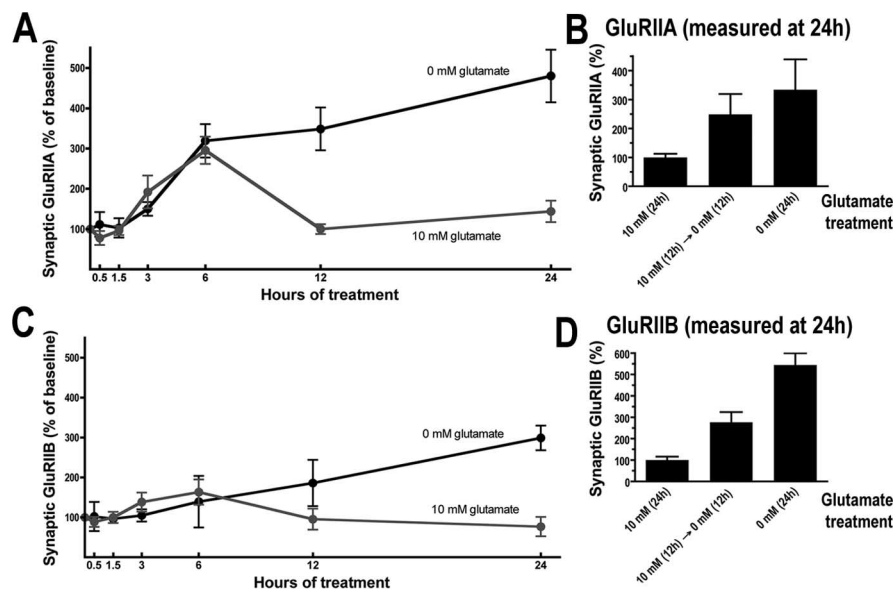 A
Synaptic GluRIIA (% of baseline)
500
400
300
200
100
0 mM glutamate
10 mM glutamate
0.5 1.5 3 6 12 24
Hours of treatment
B
GluRIIA (measured at 24h)
Synaptic GluRIIA (%)
400
300
200
100
0
10 mM (24h)
10 mM (12h) → 0 mM (12h)
0 mM (24h)
Glutamate
treatment
C
Synaptic GluRIIB (% of baseline)
500
400
300
200
100
0 mM glutamate
10 mM glutamate
0.5 1.5 3 6 12 24
Hours of treatment
D
GluRIIB (measured at 24h)
Synaptic GluRIIB (%)
600
500
400
300
200
100
0
10 mM (24h)
10 mM (12h) → 0 mM (12h)
0 mM (24h)
Glutamate
treatment